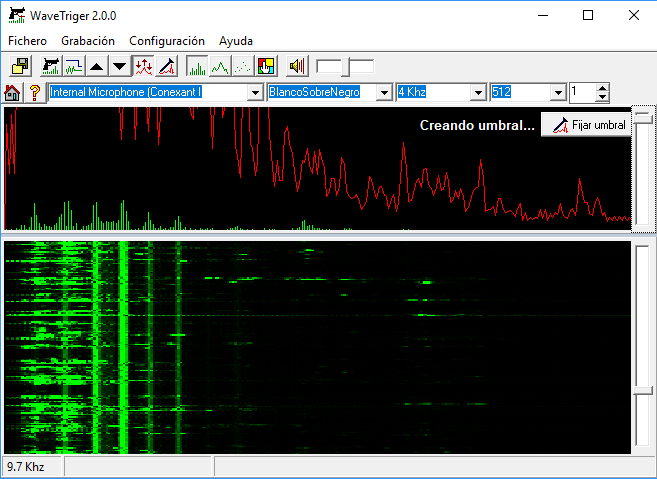 WaveTriger 2.0.0
Fichero Grabación Configuración Ayuda
Internal Microphone (Conexant I BlancoSobreNegro 4 Khz 512 1
Creando umbral... Fijar umbral
9.7 Khz